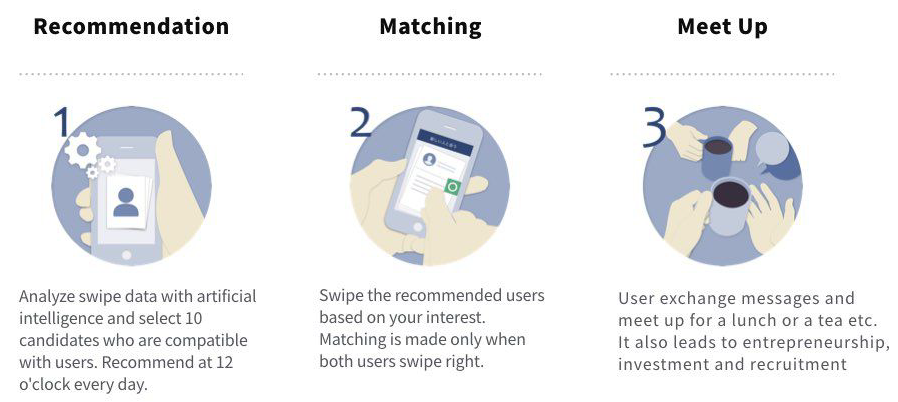 Recommendation
Matching
Meet Up
1
2
3
Analyze swipe data with artificial
intelligence and select 10
candidates who are compatible
with users. Recommend at 12
o'clock every day.
Swipe the recommended users
based on your interest.
Matching is made only when
both users swipe right.
User exchange messages and
meet up for a lunch or a tea etc.
It also leads to entrepreneurship,
investment and recruitment